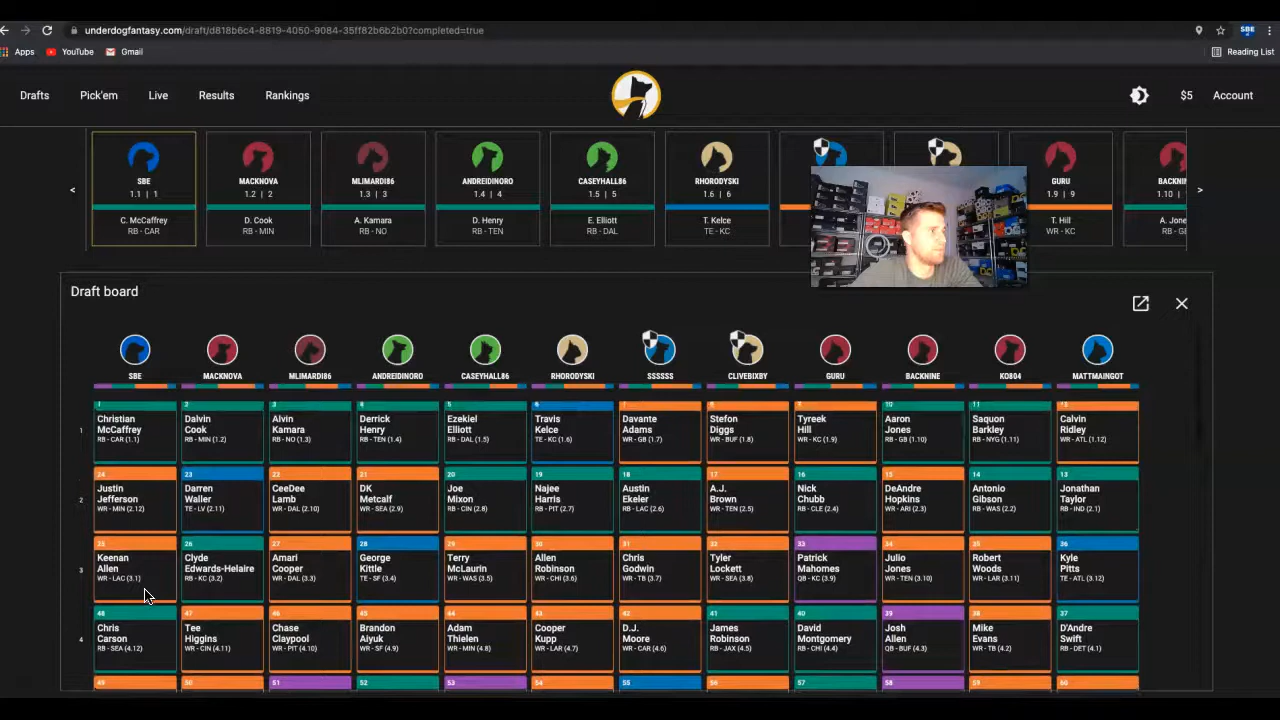 underdogfantasy.com/draft/d818b6c4-8819-4050-9084-35ff82b6b2b0?completed=true
SBE
Apps YouTube Gmail Reading List
Drafts Pick'em Live Results Rankings $5 Account
SBE MACKNOVA MLIMARDI86 ANDREIDINORO CASEYHALL86 RHORODYSKI GURU
1.1 | 1 1.2 | 2 1.3 | 3 1.4 | 4 1.5 | 5 1.6 | 6 1.9 | 9 1.10 |
C. McCaffrey D. Cook A. Kamara D. Henry E. Elliott T. Kelce T. Hill
RB - CAR RB - MIN RB - NO RB - TEN RB - DAL TE - KC WR - KC
Draft board
SBE MACKNOVA MLIMARDI86 ANDREIDINORO CASEYHALL86 RHORODYSKI SSSSSS CLIVEBIXBY GURU BACKNINE KO804 MATTMAINGOT
1 2 3 4 5 6 7 8 9 10 11 12
Christian Dalvin Alvin Derrick Ezekiel Travis Davante Stefon Tyreek Aaron Saquon Calvin
1 McCaffrey Cook Kamara Henry Elliott Kelce Adams Diggs Hill Jones Barkley Ridley
RB - CAR (1.1) RB - MIN (1.2) RB - NO (1.3) RB - TEN (1.4) RB - DAL (1.5) TE - KC (1.6) WR - GB (1.7) WR - BUF (1.8) WR - KC (1.9) RB - GB (1.10) RB - NYG (1.11) WR - ATL (1.12)
24 23 22 21 20 19 18 17 16 15 14 13
Justin Darren CeeDee DK Joe Najee Austin A.J. Nick DeAndre Antonio Jonathan
2 Jefferson Waller Lamb Metcalf Mixon Harris Ekeler Brown Chubb Hopkins Gibson Taylor
WR - MIN (2.12) TE - LV (2.11) WR - DAL (2.10) WR - SEA (2.9) RB - CIN (2.8) RB - PIT (2.7) RB - LAC (2.6) WR - TEN (2.5) RB - CLE (2.4) WR - ARI (2.3) RB - WAS (2.2) RB - IND (2.1)
25 26 27 28 29 30 31 32 33 34 35 36
Keenan Clyde Amari George Terry Allen Chris Tyler Patrick Julio Robert Kyle
3 Allen Edwards-Helaire Cooper Kittle McLaurin Robinson Godwin Lockett Mahomes Jones Woods Pitts
WR - LAC (3.1) RB - KC (3.2) WR - DAL (3.3) TE - SF (3.4) WR - WAS (3.5) WR - CHI (3.6) WR - TB (3.7) WR - SEA (3.8) QB - KC (3.9) WR - TEN (3.10) WR - LAR (3.11) TE - ATL (3.12)
48 47 46 45 44 43 42 41 40 39 38 37
Chris Tee Chase Brandon Adam Cooper D.J. James David Josh Mike D'Andre
4 Carson Higgins Claypool Aiyuk Thielen Kupp Moore Robinson Montgomery Allen Evans Swift
RB - SEA (4.12) WR - CIN (4.11) WR - PIT (4.10) WR - SF (4.9) WR - MIN (4.8) WR - LAR (4.7) WR - CAR (4.6) RB - JAX (4.5) RB - CHI (4.4) QB - BUF (4.3) WR - TB (4.2) RB - DET (4.1)
49 50 51 52 53 54 55 56 57 58 59 60